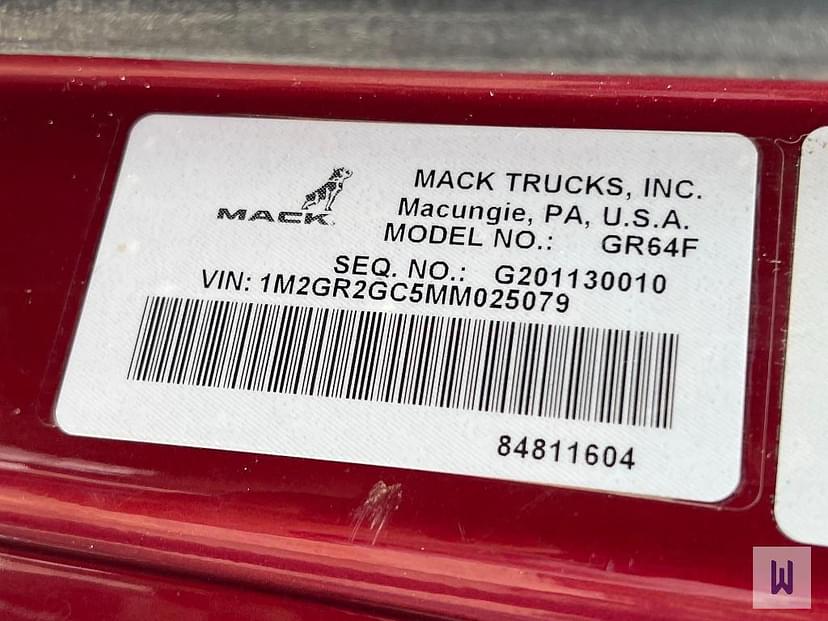 MACK
MACK TRUCKS, INC.
Macungie, PA, U.S.A.
MODEL NO.: GR64F
SEQ. NO.: G201130010
VIN: 1M2GR2GC5MM025079
84811604
W